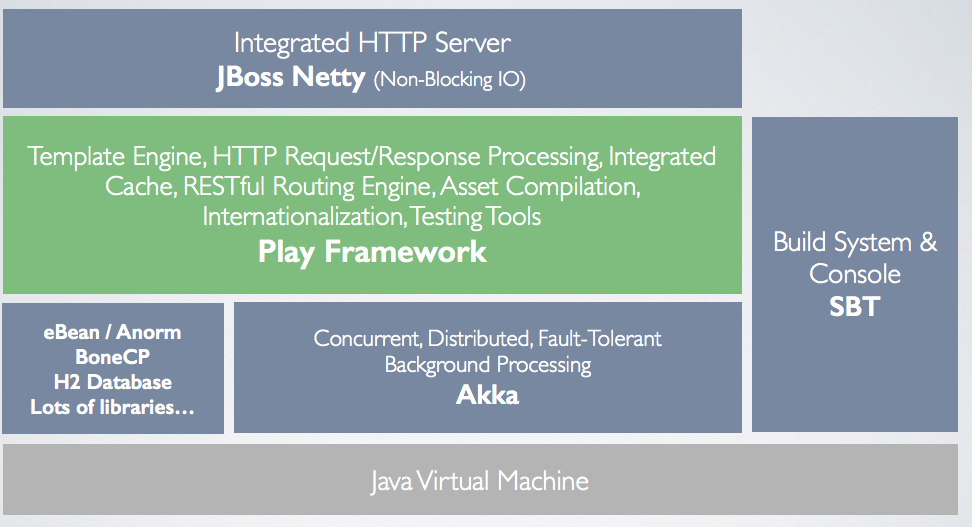 Integrated HTTP Server
JBoss Netty (Non-Blocking IO)
Template Engine, HTTP Request/Response Processing, Integrated
Cache, RESTful Routing Engine, Asset Compilation,
Internationalization, Testing Tools
Play Framework
Build System &
Console
SBT
eBean / Anorm
BoneCP
H2 Database
Lots of libraries…
Concurrent, Distributed, Fault-Tolerant
Background Processing
Akka
Java Virtual Machine